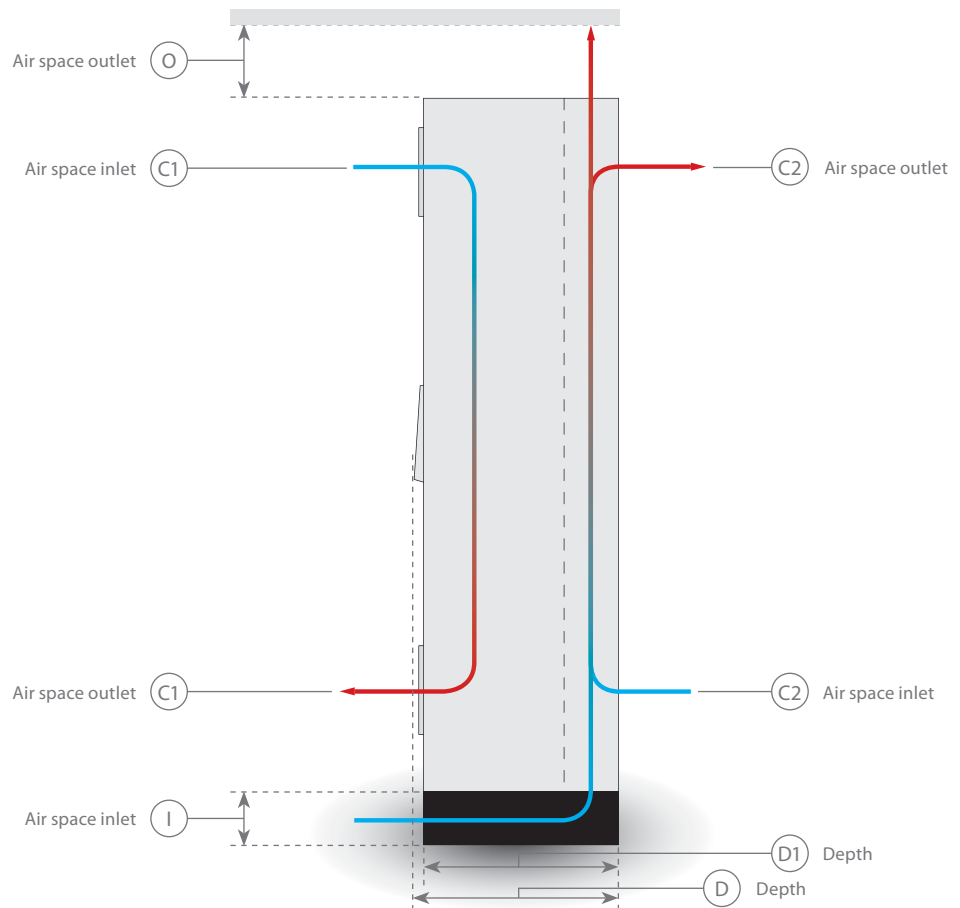 Air space outlet O
Air space inlet C1
C2 Air space outlet
Air space outlet C1
C2 Air space inlet
Air space inlet I
D1 Depth
D Depth